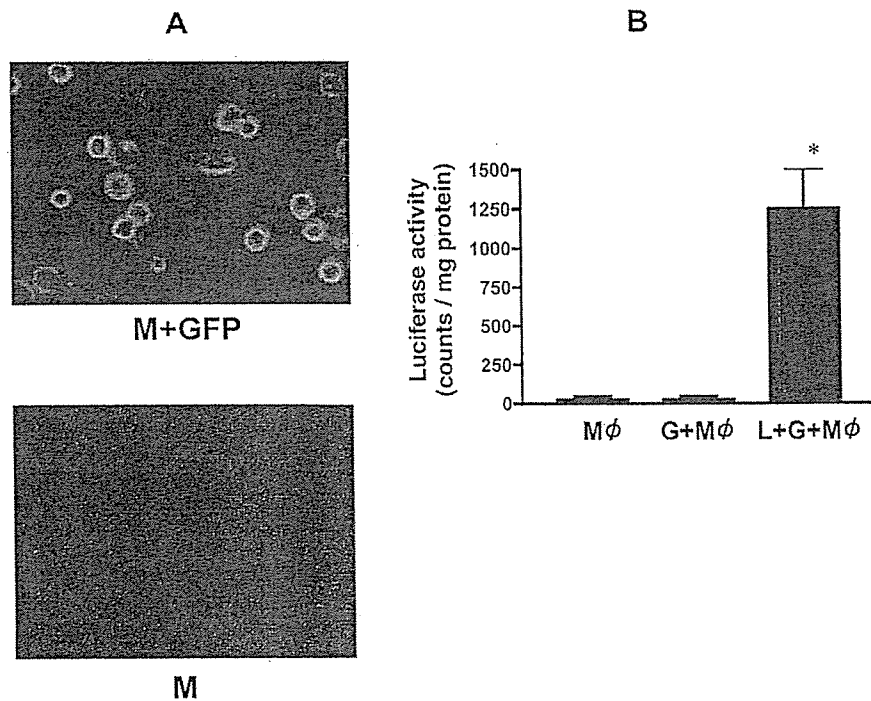 A
B
M+GFP
M
Luciferase activity
(counts / mg protein)
1500
1250
1000
750
500
250
0
*
Mϕ
G+Mϕ
L+G+Mϕ